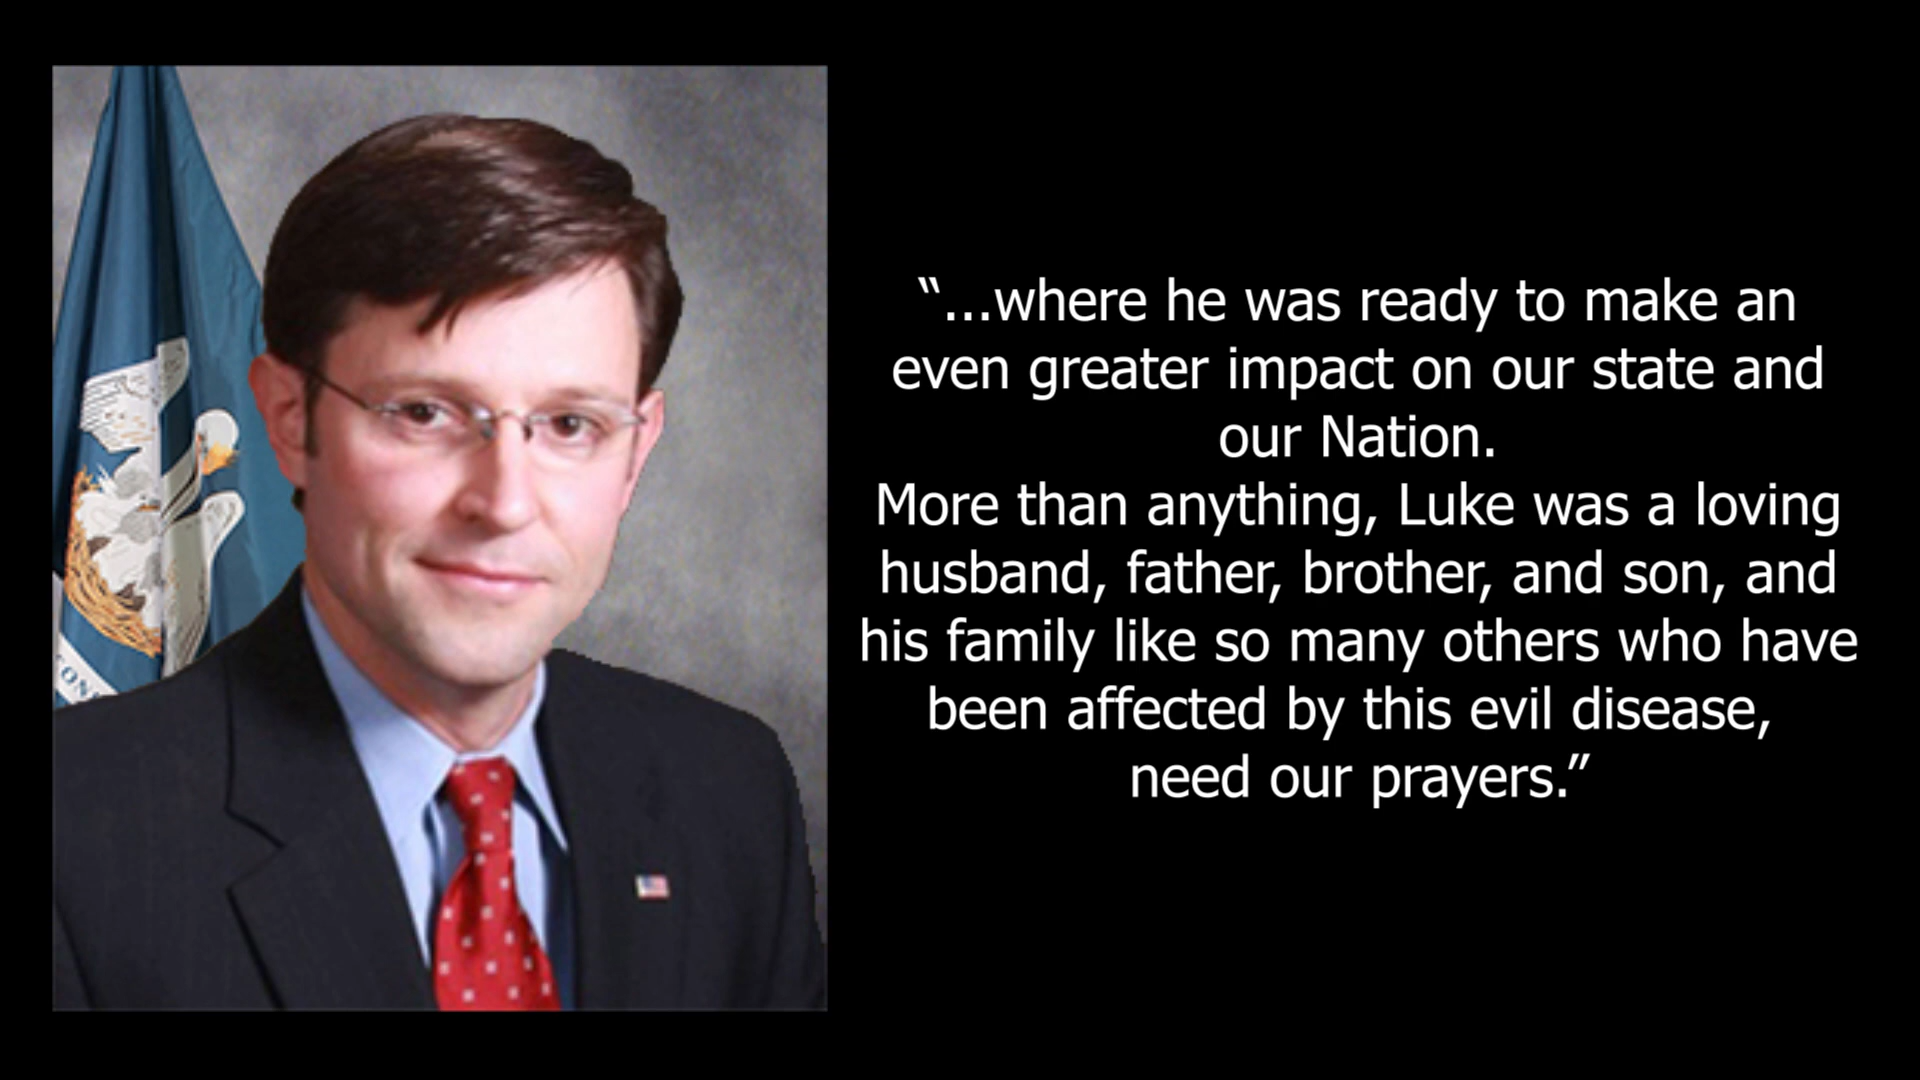 “...where he was ready to make an
even greater impact on our state and
our Nation.
More than anything, Luke was a loving
husband, father, brother, and son, and
his family like so many others who have
been affected by this evil disease,
need our prayers.”